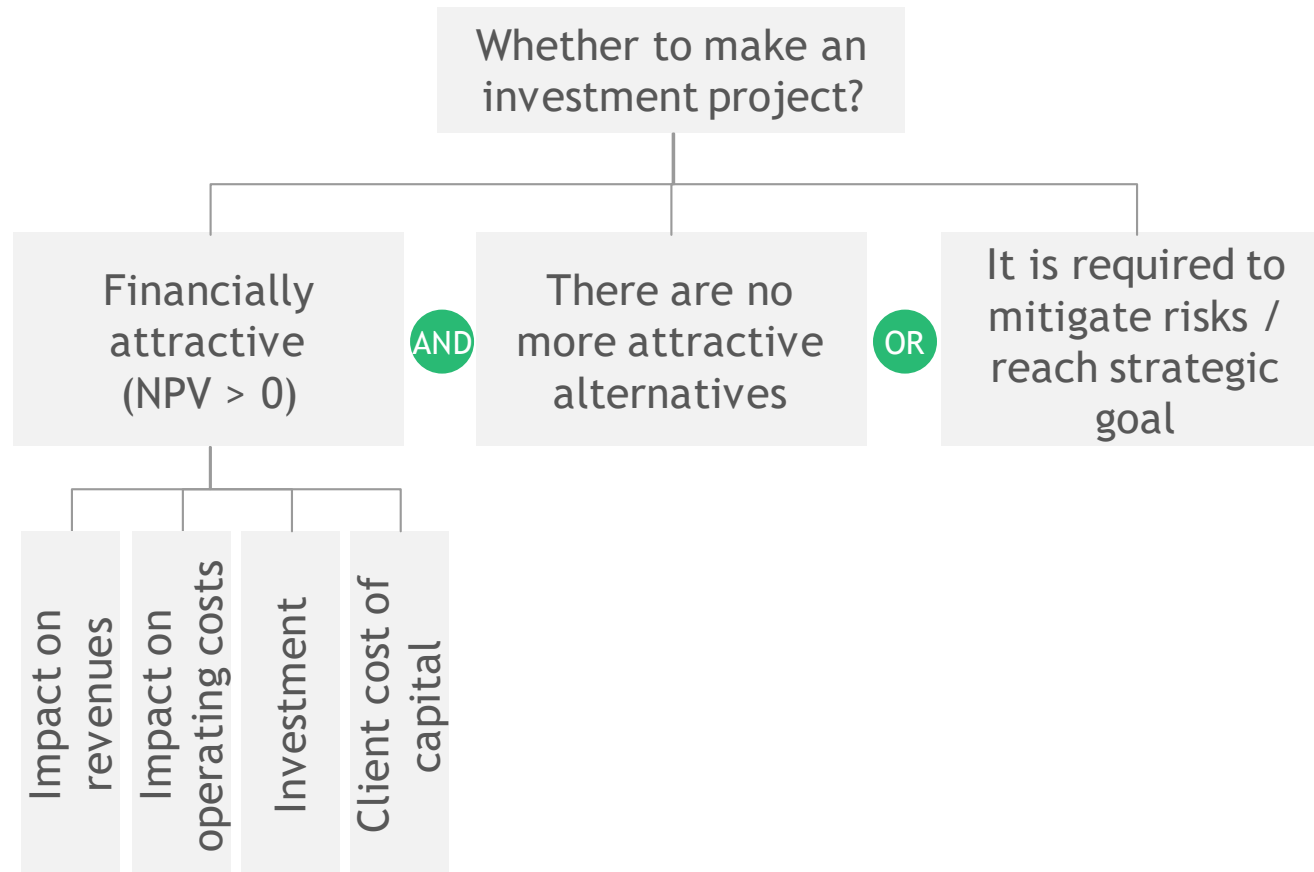 Whether to make an
investment project?
Financially
attractive
(NPV > 0)
AND
There are no
more attractive
alternatives
OR
It is required to
mitigate risks /
reach strategic
goal
Impact on
revenues
Impact on
operating costs
Investment
Client cost of
capital